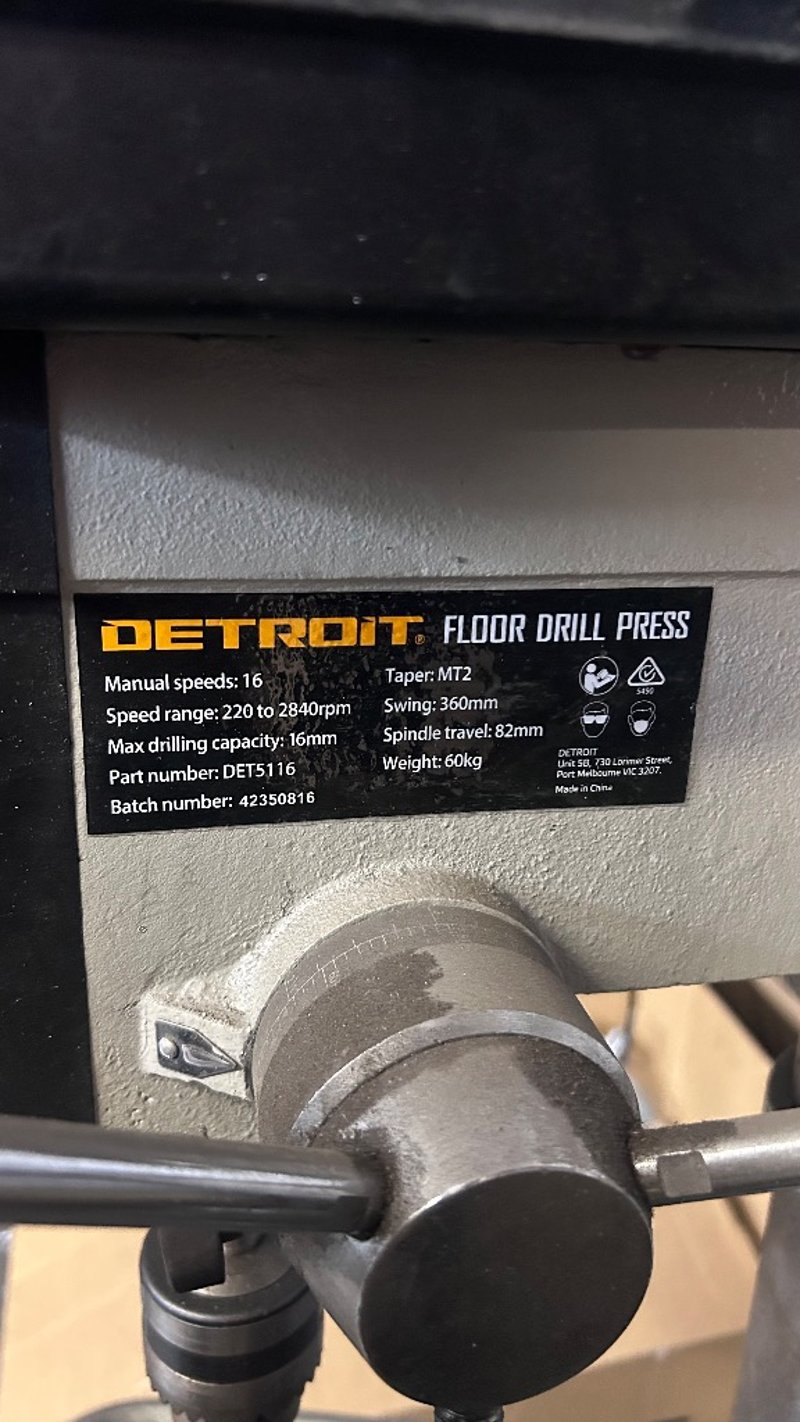 DETROIT® FLOOR DRILL PRESS
Manual speeds: 16
Speed range: 220 to 2840rpm
Max drilling capacity: 16mm
Part number: DET5116
Batch number: 42350816
Taper: MT2
Swing: 360mm
Spindle travel: 82mm
Weight: 60kg
5490
DETROIT
Unit 5B, 730 Lorimer Street,
Port Melbourne VIC 3207.
Made in China